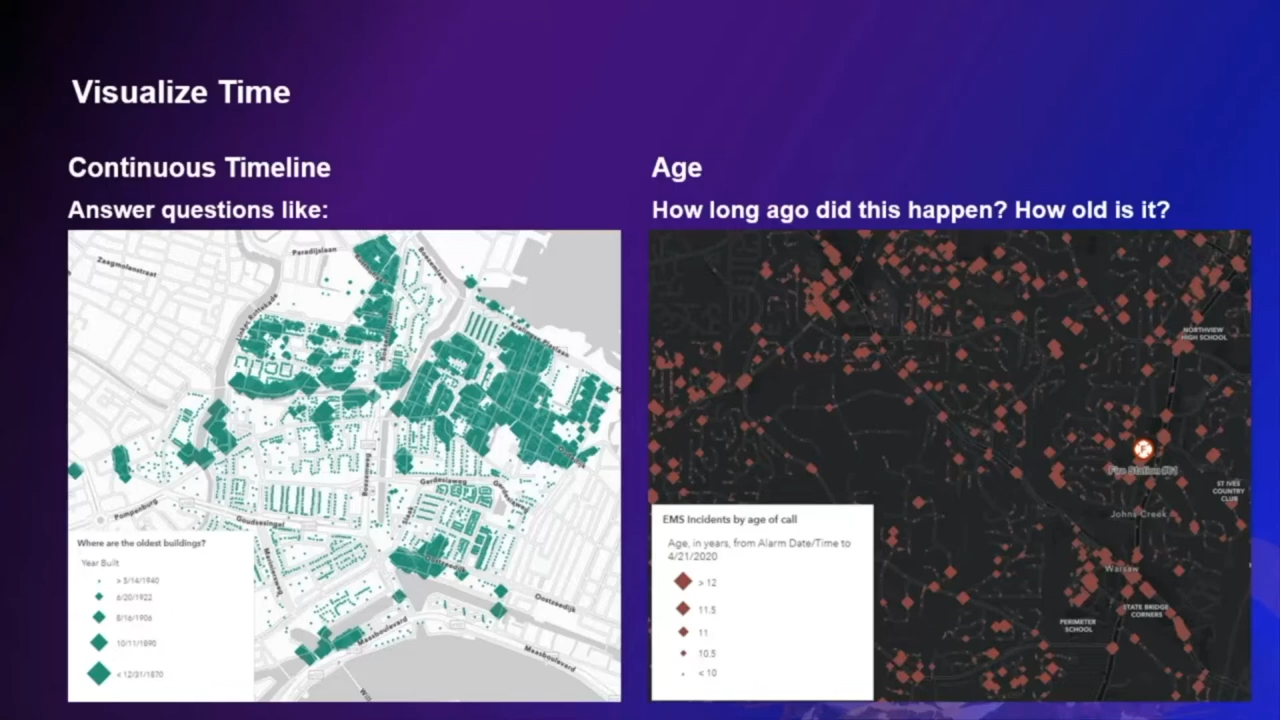 Visualize Time
Continuous Timeline
Answer questions like:
Age
How long ago did this happen? How old is it?
Zaagmolenstraat
Paradijslaan
Boezemlaan
Pompenburg
Goudsesingel
Gerdesiaweg
Oostzeedijk
Maasboulevard
Maasboulevard
Where are the oldest buildings?
Year Built
> 5/14/1940
6/20/1922
8/16/1906
10/11/1890
< 12/31/1870
NORTHVIEW
HIGH SCHOOL
ST IVES
COUNTRY
CLUB
Johns Creek
Warsaw
STATE BRIDGE
CORNERS
PERIMETER
SCHOOL
EMS Incidents by age of call
Age, in years, from Alarm Date/Time to
4/21/2020
> 12
11.5
11
10.5
< 10